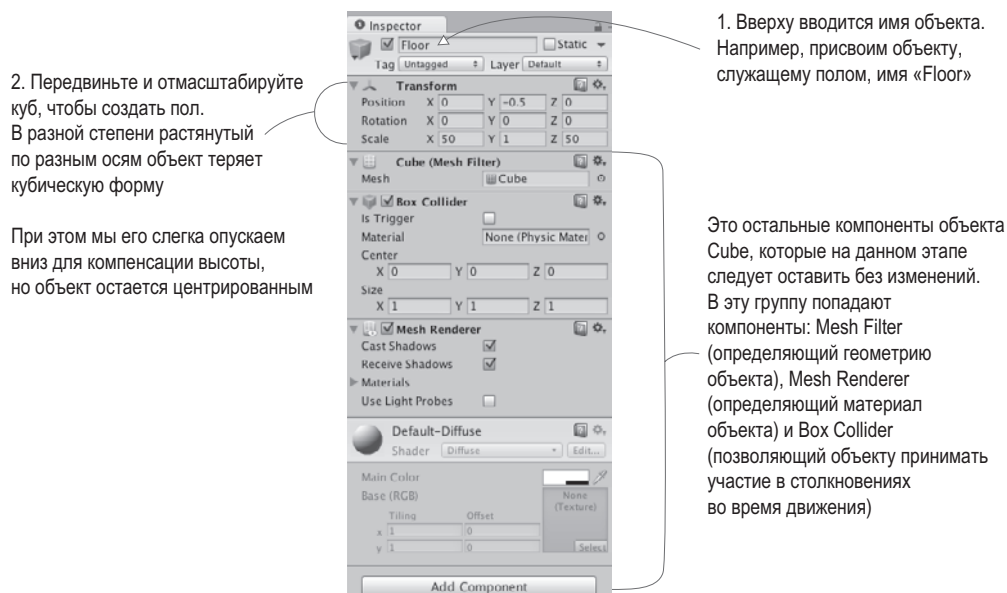 2. Передвиньте и отмасштабируйте
куб, чтобы создать пол.
В разной степени растянутый
по разным осям объект теряет
кубическую форму
При этом мы его слегка опускаем
вниз для компенсации высоты,
но объект остается центрированным
Inspector
Floor Static
Tag Untagged Layer Default
Transform
Position X 0 Y -0.5 Z 0
Rotation X 0 Y 0 Z 0
Scale X 50 Y 1 Z 50
Cube (Mesh Filter)
Mesh Cube
Box Collider
Is Trigger
Material None (Physic Mater
Center
X 0 Y 0 Z 0
Size
X 1 Y 1 Z 1
Mesh Renderer
Cast Shadows
Receive Shadows
Materials
Use Light Probes
Default-Diffuse
Shader Diffuse Edit...
Main Color
Base (RGB) None
(Texture)
Tiling Offset
x 1 0
y 1 0 Select
Add Component
1. Вверху вводится имя объекта.
Например, присвоим объекту,
служащему полом, имя «Floor»
Это остальные компоненты объекта
Cube, которые на данном этапе
следует оставить без изменений.
В эту группу попадают
компоненты: Mesh Filter
(определяющий геометрию
объекта), Mesh Renderer
(определяющий материал
объекта) и Box Collider
(позволяющий объекту принимать
участие в столкновениях
во время движения)